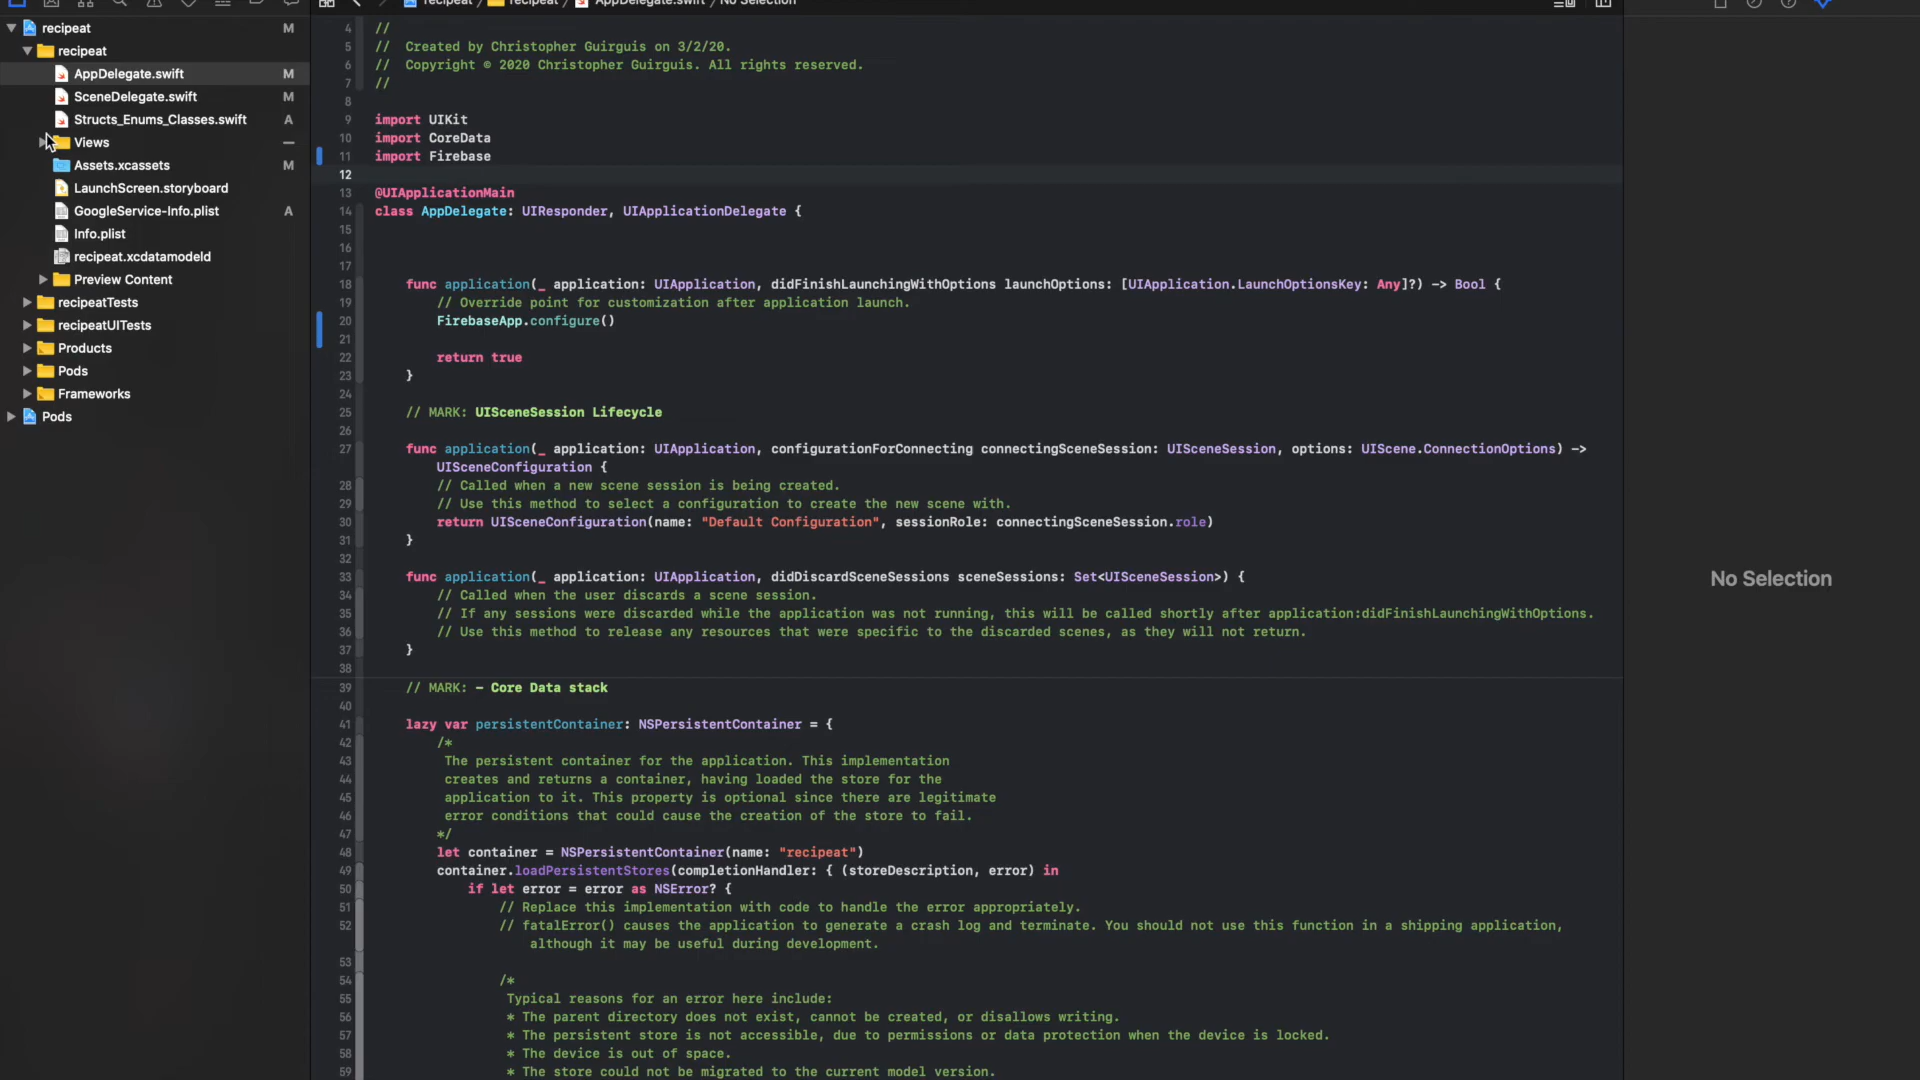 recipeat M
recipeat
AppDelegate.swift M
SceneDelegate.swift M
Structs_Enums_Classes.swift A
Views —
Assets.xcassets M
LaunchScreen.storyboard
GoogleService-Info.plist A
Info.plist
recipeat.xcdatamodeld
Preview Content
recipeatTests
recipeatUITests
Products
Pods
Frameworks
Pods
recipeat recipeat AppDelegate.swift No Selection
4 //
5 //  Created by Christopher Guirguis on 3/2/20.
6 //  Copyright © 2020 Christopher Guirguis. All rights reserved.
7 //
8
9 import UIKit
10 import CoreData
11 import Firebase
12
13 @UIApplicationMain
14 class AppDelegate: UIResponder, UIApplicationDelegate {
15
16
17
18 func application(_ application: UIApplication, didFinishLaunchingWithOptions launchOptions: [UIApplication.LaunchOptionsKey: Any]?) -> Bool {
19 // Override point for customization after application launch.
20 FirebaseApp.configure()
21
22 return true
23 }
24
25 // MARK: UISceneSession Lifecycle
26
27 func application(_ application: UIApplication, configurationForConnecting connectingSceneSession: UISceneSession, options: UIScene.ConnectionOptions) ->
UISceneConfiguration {
28 // Called when a new scene session is being created.
29 // Use this method to select a configuration to create the new scene with.
30 return UISceneConfiguration(name: "Default Configuration", sessionRole: connectingSceneSession.role)
31 }
32
33 func application(_ application: UIApplication, didDiscardSceneSessions sceneSessions: Set<UISceneSession>) {
34 // Called when the user discards a scene session.
35 // If any sessions were discarded while the application was not running, this will be called shortly after application:didFinishLaunchingWithOptions.
36 // Use this method to release any resources that were specific to the discarded scenes, as they will not return.
37 }
38
39 // MARK: - Core Data stack
40
41 lazy var persistentContainer: NSPersistentContainer = {
42 /*
43 The persistent container for the application. This implementation
44 creates and returns a container, having loaded the store for the
45 application to it. This property is optional since there are legitimate
46 error conditions that could cause the creation of the store to fail.
47 */
48 let container = NSPersistentContainer(name: "recipeat")
49 container.loadPersistentStores(completionHandler: { (storeDescription, error) in
50 if let error = error as NSError? {
51 // Replace this implementation with code to handle the error appropriately.
52 // fatalError() causes the application to generate a crash log and terminate. You should not use this function in a shipping application,
although it may be useful during development.
53
54 /*
55 Typical reasons for an error here include:
56 * The parent directory does not exist, cannot be created, or disallows writing.
57 * The persistent store is not accessible, due to permissions or data protection when the device is locked.
58 * The device is out of space.
59 * The store could not be migrated to the current model version.
No Selection